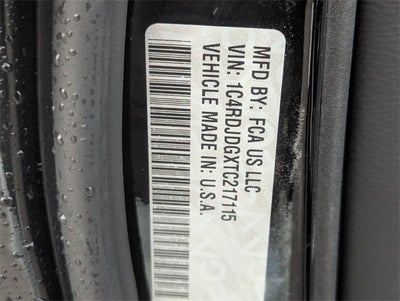 MFD BY: FCA US LLC
VIN: 1C4RDJDGXTC217115
VEHICLE MADE IN: U.S.A.